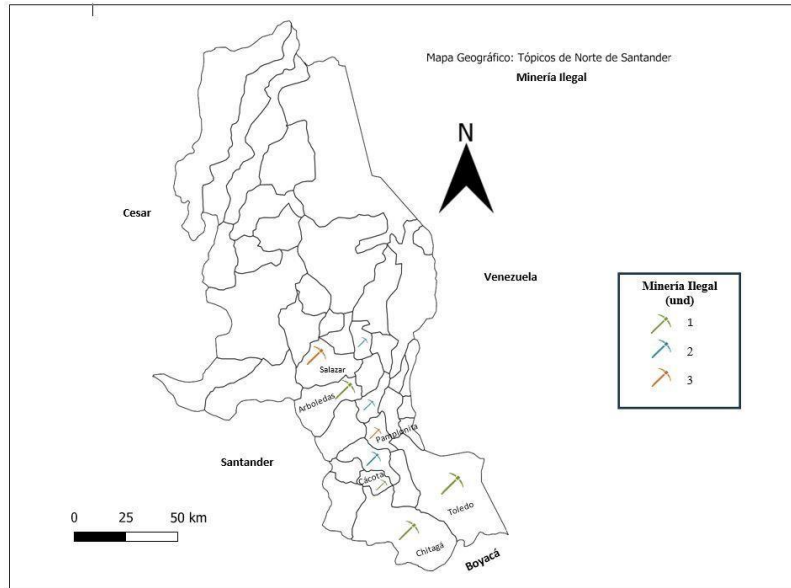 Mapa Geográfico: Tópicos de Norte de Santander
Minería Ilegal
N
Cesar
Venezuela
Minería Ilegal
(und)
1
2
3
Salazar
Arboledas
Pamplonita
Santander
Cácota
Toledo
0 25 50 km
Chitagá
Boyacá